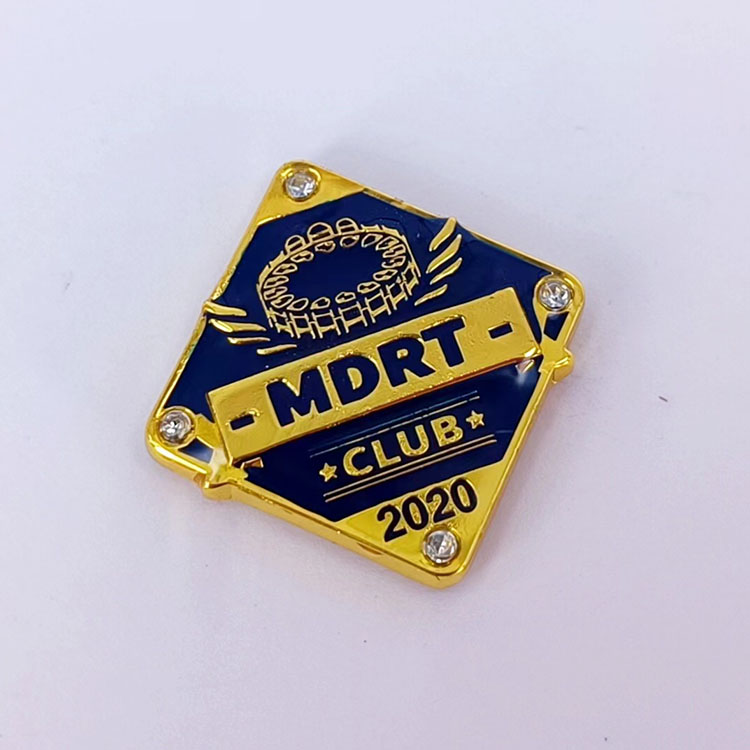 - MDRT -
★ CLUB ★
2020